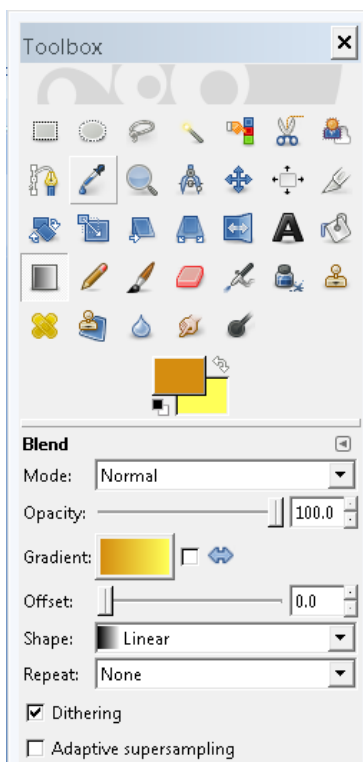 Toolbox
Blend
Mode: Normal
Opacity: 100.0
Gradient:
Offset: 0.0
Shape: Linear
Repeat: None
Dithering
Adaptive supersampling